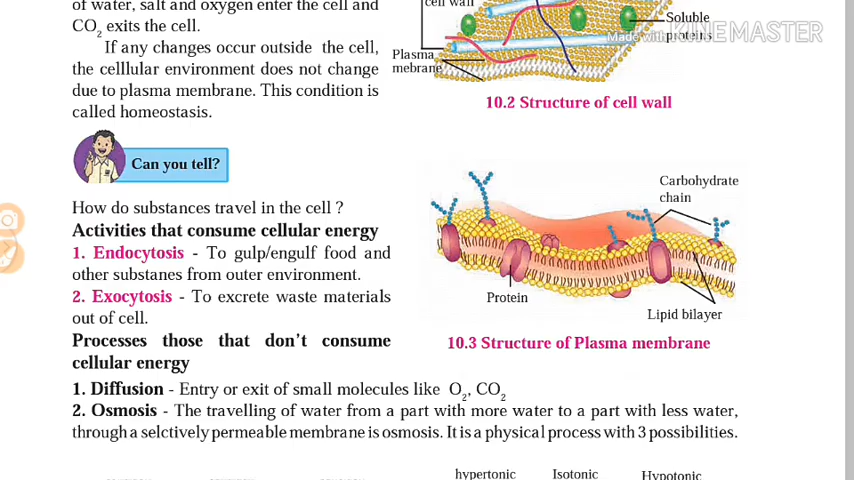 of water, salt and oxygen enter the cell and
CO2 exits the cell.
If any changes occur outside the cell,
the celllular environment does not change
due to plasma membrane. This condition is
called homeostasis.
cell wall
Plasma
mebrane
Soluble
proteins
Made with KINEMASTER
10.2 Structure of cell wall
Can you tell?
How do substances travel in the cell ?
Activities that consume cellular energy
1. Endocytosis - To gulp/engulf food and
other substanes from outer environment.
2. Exocytosis - To excrete waste materials
out of cell.
Processes those that don't consume
cellular energy
Carbohydrate
chain
Protein
Lipid bilayer
10.3 Structure of Plasma membrane
1. Diffusion - Entry or exit of small molecules like O2, CO2
2. Osmosis - The travelling of water from a part with more water to a part with less water,
through a selctively permeable membrane is osmosis. It is a physical process with 3 possibilities.
hypertonic Isotonic Hypotonic